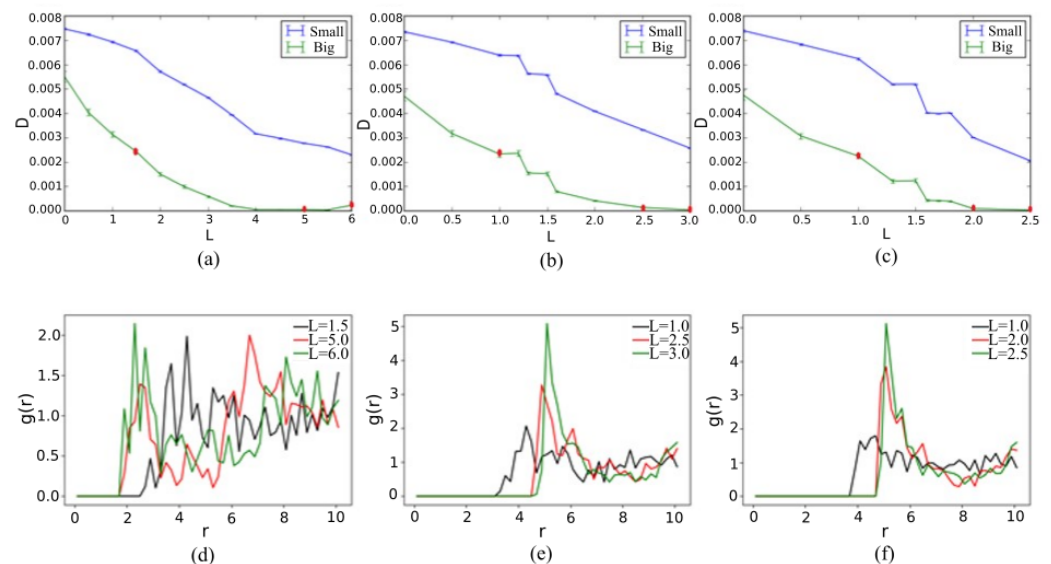 0.008
0.007
0.006
0.005
0.004
0.003
0.002
0.001
0.000
D
Small
Big
0 1 2 3 4 5 6
L
(a)
0.008
0.007
0.006
0.005
0.004
0.003
0.002
0.001
0.000
D
Small
Big
0.0 0.5 1.0 1.5 2.0 2.5 3.0
L
(b)
0.008
0.007
0.006
0.005
0.004
0.003
0.002
0.001
0.000
D
Small
Big
0.0 0.5 1.0 1.5 2.0 2.5
L
(c)
2.0
1.5
1.0
0.5
0.0
g(r)
L=1.5
L=5.0
L=6.0
0 2 4 6 8 10
r
(d)
5
4
3
2
1
0
g(r)
L=1.0
L=2.5
L=3.0
0 2 4 6 8 10
r
(e)
5
4
3
2
1
0
g(r)
L=1.0
L=2.0
L=2.5
0 2 4 6 8 10
r
(f)